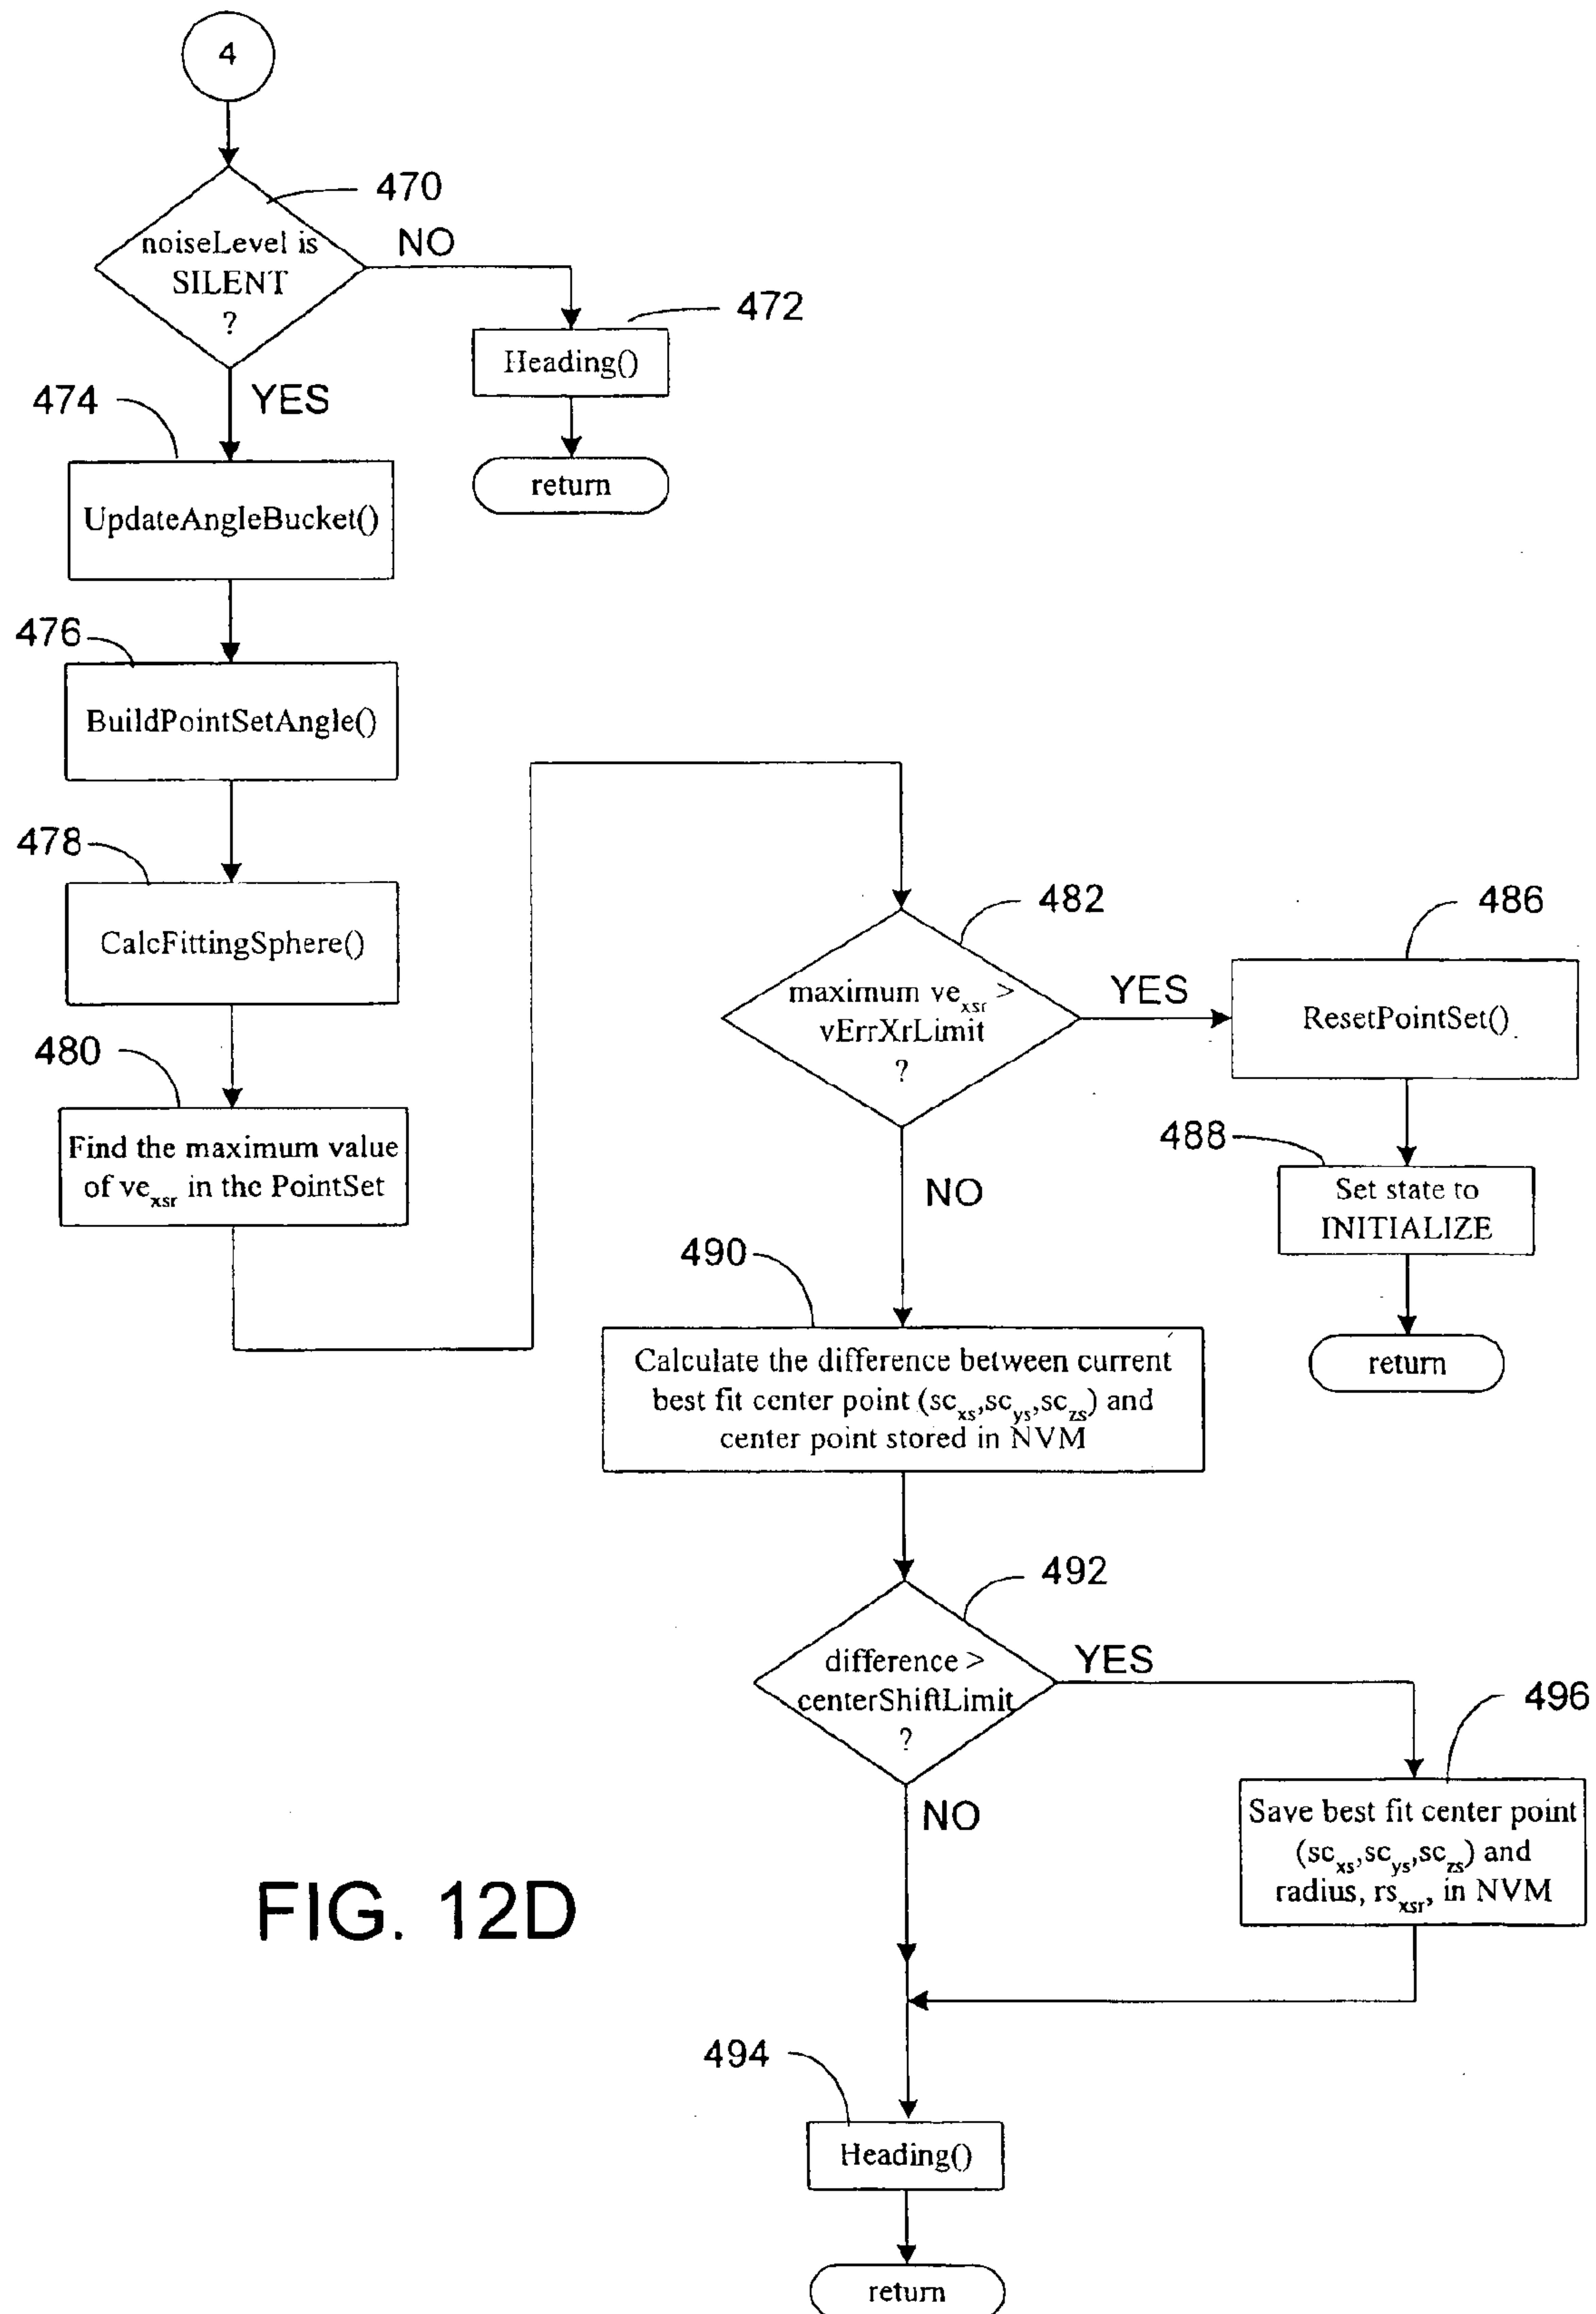 4
470
noiseLevel is
SILENT
?
NO
472
Heading()
return
YES
474
UpdateAngleBucket()
476
BuildPointSetAngle()
478
CalcFittingSphere()
480
Find the maximum value
of ve_xsr in the PointSet
482
maximum ve_xsr >
vErrXrLimit
?
YES
486
ResetPointSet()
488
Set state to
INITIALIZE
return
NO
490
Calculate the difference between current
best fit center point (sc_xs,sc_ys,sc_zs) and
center point stored in NVM
492
difference >
centerShiftLimit
?
YES
496
Save best fit center point
(sc_xs,sc_ys,sc_zs) and
radius, rs_xsr, in NVM
NO
494
Heading()
return
FIG. 12D